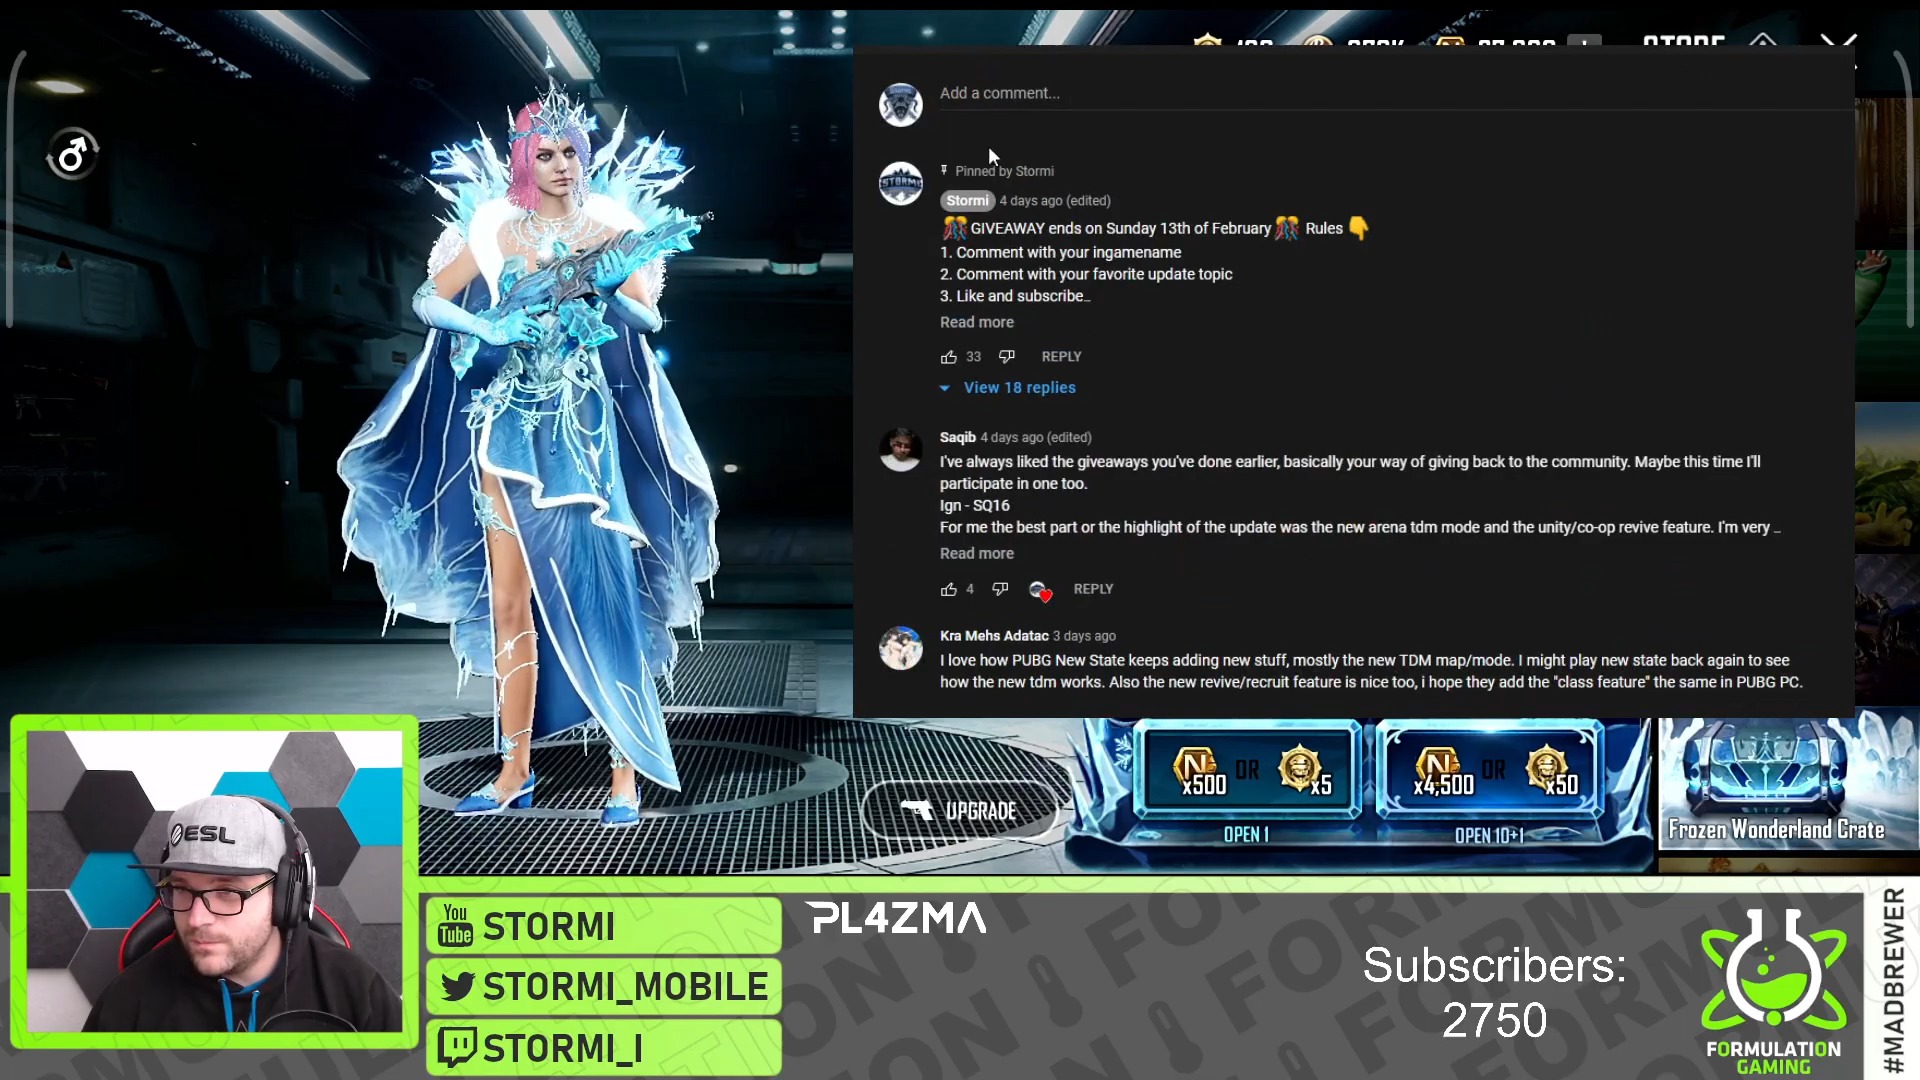 STORE
Add a comment...
Pinned by Stormi
Stormi 4 days ago (edited)
GIVEAWAY ends on Sunday 13th of February Rules
1. Comment with your ingamename
2. Comment with your favorite update topic
3. Like and subscribe...
Read more
33 REPLY
View 18 replies
Saqib 4 days ago (edited)
I've always liked the giveaways you've done earlier, basically your way of giving back to the community. Maybe this time I'll
participate in one too.
Ign - SQ16
For me the best part or the highlight of the update was the new arena tdm mode and the unity/co-op revive feature. I'm very ...
Read more
4 REPLY
Kra Mehs Adatac 3 days ago
I love how PUBG New State keeps adding new stuff, mostly the new TDM map/mode. I might play new state back again to see
how the new tdm works. Also the new revive/recruit feature is nice too, i hope they add the "class feature" the same in PUBG PC.
UPGRADE
N x500 OR x5
OPEN 1
N x4,500 OR x50
OPEN 10+1
Frozen Wonderland Crate
ESL
You Tube STORMI
STORMI_MOBILE
STORMI_I
PL4ZMA
Subscribers:
2750
FORMULATION
GAMING
#MADBREWER